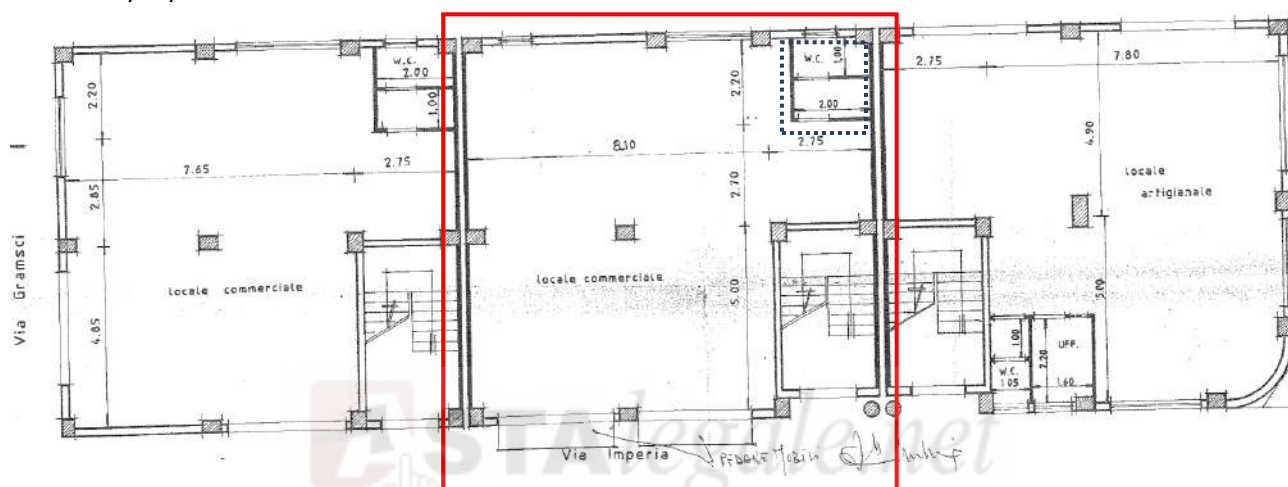 W.C.
2.00
1.00
2.20
7.65
2.75
2.85
4.85
locale commerciale
Via Gramsci
W.C.
1.00
2.00
2.20
8.10
2.75
2.70
locale commerciale
5.00
Via Imperia
2.75
7.80
4.90
locale
artigianale
5.00
1.00
2.20
UFF.
W.C.
1.05
1.60
ASTAlegale.net